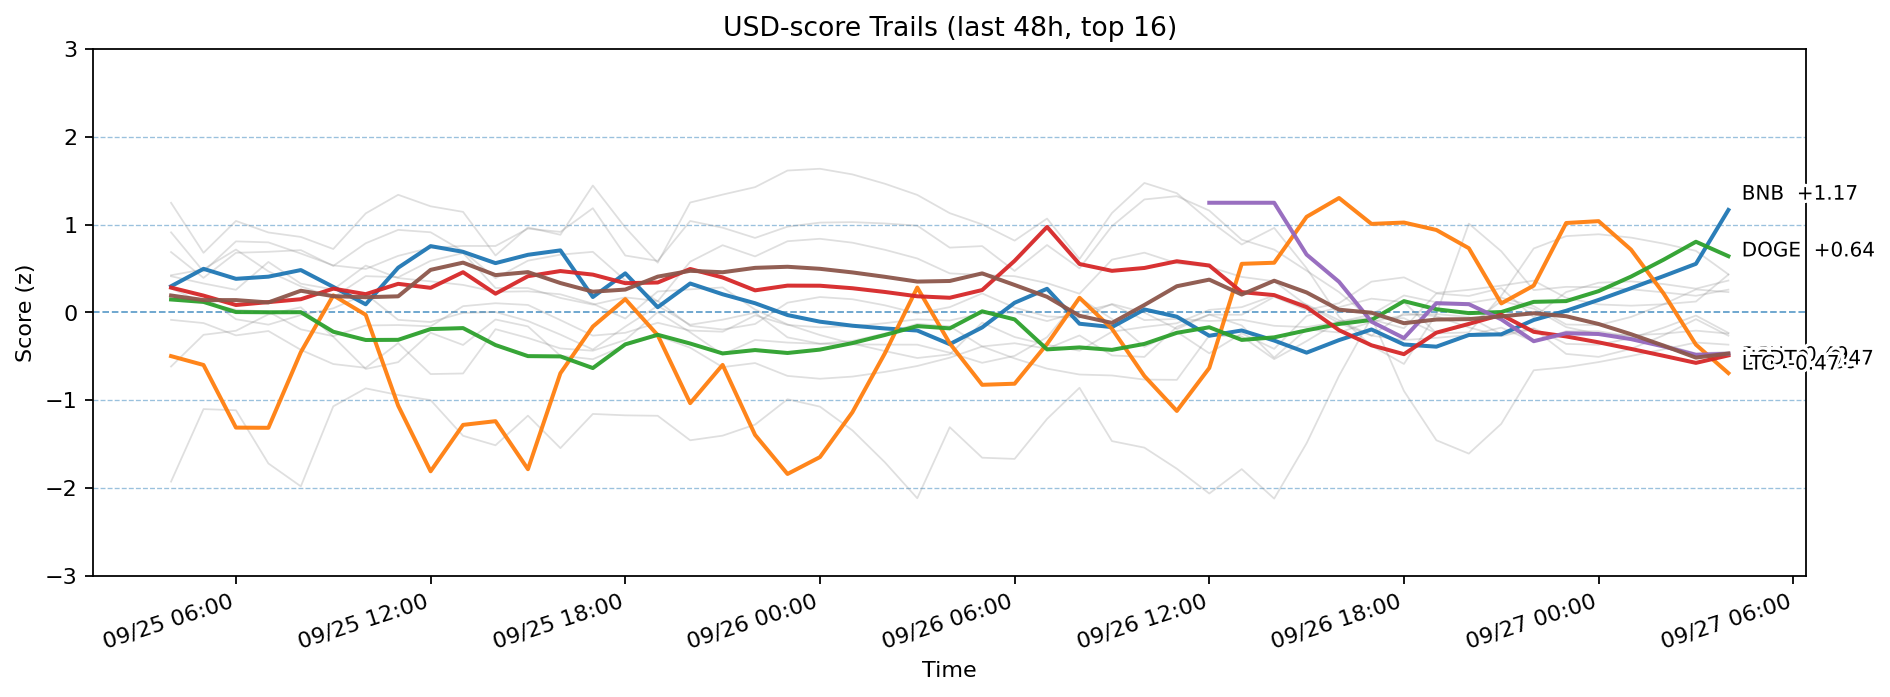 USD-score Trails (last 48h, top 16)
Score (z)
3
2
1
0
−1
−2
−3
BNB +1.17
DOGE +0.64
LTC -0.47
09/25 06:00
09/25 12:00
09/25 18:00
09/26 00:00
09/26 06:00
09/26 12:00
09/26 18:00
09/27 00:00
09/27 06:00
Time